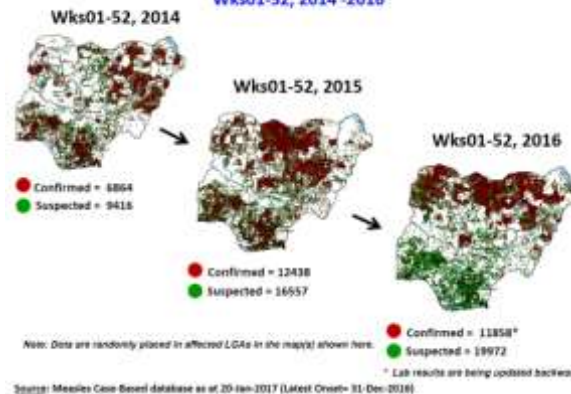 Wks01-52, 2014 -2016
Wks01-52, 2014
Confirmed = 6864
Suspected = 9416
Wks01-52, 2015
Confirmed = 12438
Suspected = 16557
Wks01-52, 2016
Confirmed = 11858*
Suspected = 19972
Note: Data are randomly placed in affected LGAs in the map(s) shown here.
* Lab results are being updated backwa
Source: Measles Case-Based database as at 20-Jan-2017 (Latest Onset= 31-Dec-2016)